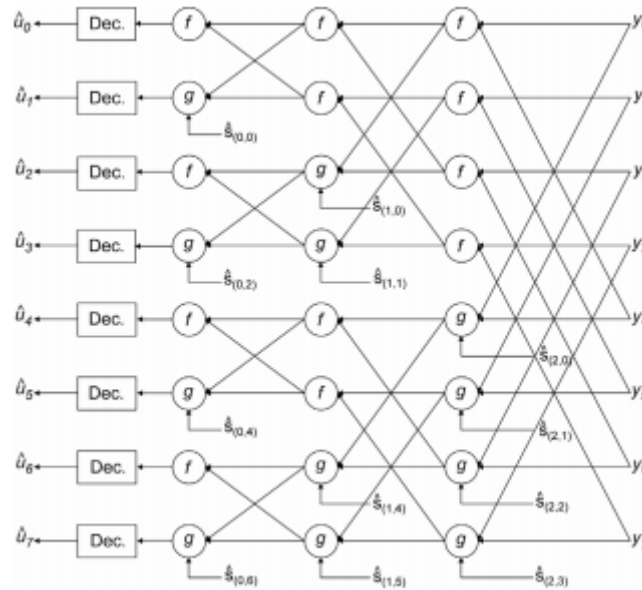 û₀ Dec. f f f y
û₁ Dec. g f f y
ŝ(0,0)
û₂ Dec. f g f y
ŝ(1,0)
û₃ Dec. g g f y
ŝ(0,2) ŝ(1,1)
û₄ Dec. f f g y
ŝ(2,0)
û₅ Dec. g f g y
ŝ(0,4) ŝ(2,1)
û₆ Dec. f g g y
ŝ(1,4) ŝ(2,2)
û₇ Dec. g g g y
ŝ(0,6) ŝ(1,5) ŝ(2,3)